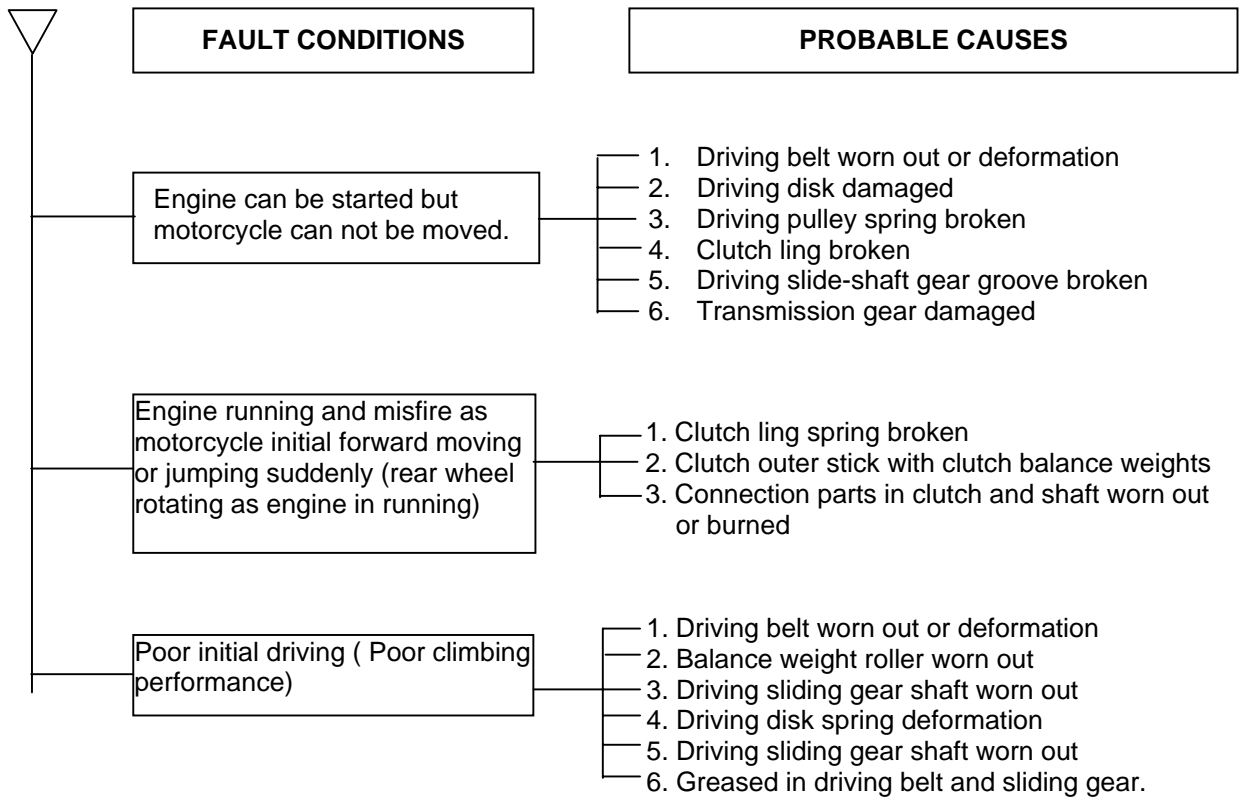 FAULT CONDITIONS
PROBABLE CAUSES
Engine can be started but
motorcycle can not be moved.
1. Driving belt worn out or deformation
2. Driving disk damaged
3. Driving pulley spring broken
4. Clutch ling broken
5. Driving slide-shaft gear groove broken
6. Transmission gear damaged
Engine running and misfire as
motorcycle initial forward moving
or jumping suddenly (rear wheel
rotating as engine in running)
1. Clutch ling spring broken
2. Clutch outer stick with clutch balance weights
3. Connection parts in clutch and shaft worn out
or burned
Poor initial driving ( Poor climbing
performance)
1. Driving belt worn out or deformation
2. Balance weight roller worn out
3. Driving sliding gear shaft worn out
4. Driving disk spring deformation
5. Driving sliding gear shaft worn out
6. Greased in driving belt and sliding gear.